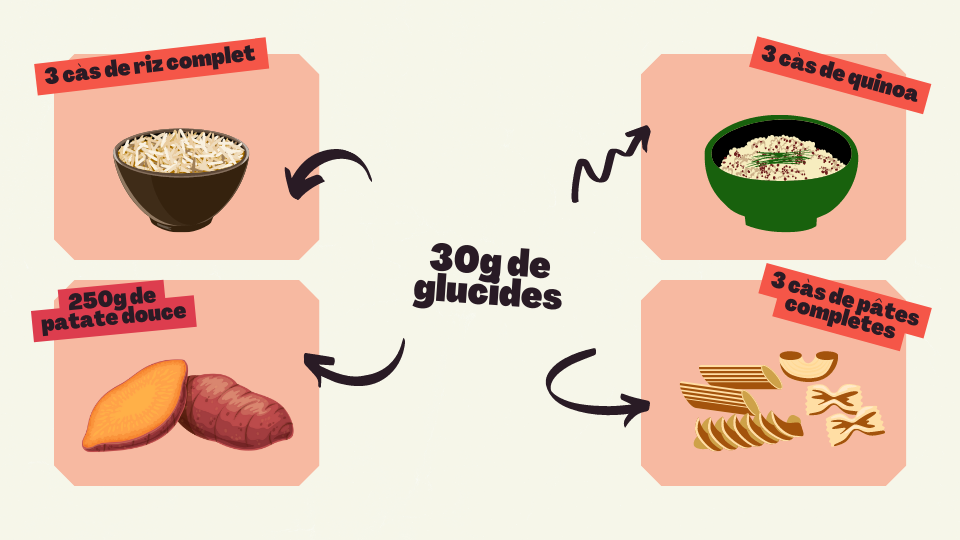 3 càs de riz complet
3 càs de quinoa
30g de
glucides
250g de
patate douce
3 càs de pâtes
complètes